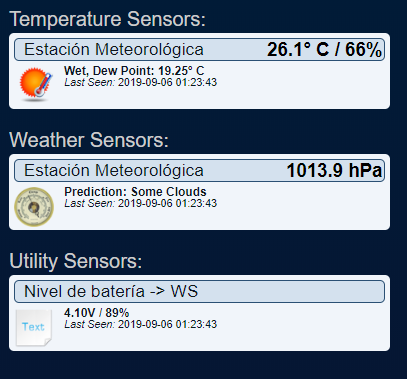 Temperature Sensors:
Estación Meteorológica 26.1° C / 66%
Wet, Dew Point: 19.25° C
Last Seen: 2019-09-06 01:23:43
Weather Sensors:
Estación Meteorológica 1013.9 hPa
Prediction: Some Clouds
Last Seen: 2019-09-06 01:23:43
Utility Sensors:
Nivel de batería -> WS
4.10V / 89%
Text
Last Seen: 2019-09-06 01:23:43